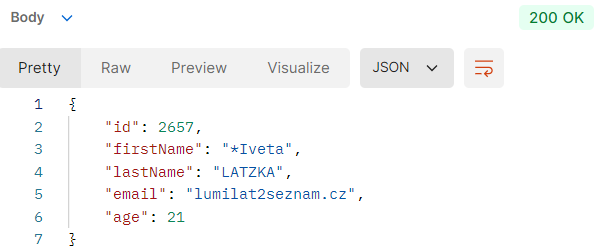 Body 200 OK
Pretty Raw Preview Visualize JSON
1 {
2 "id": 2657,
3 "firstName": "*Iveta",
4 "lastName": "LATZKA",
5 "email": "lumilat2seznam.cz",
6 "age": 21
7 }